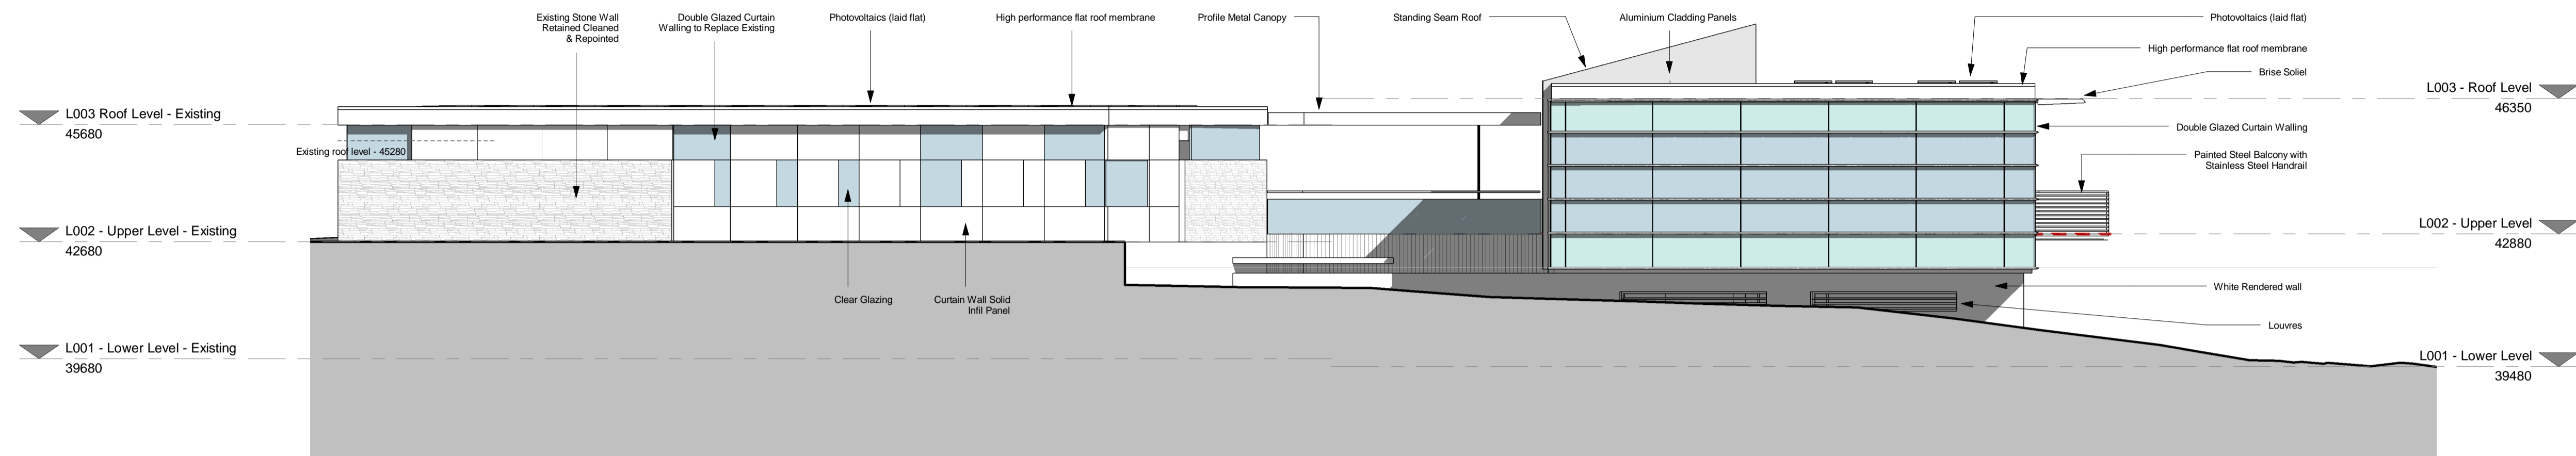 Existing Stone Wall
Retained Cleaned
& Repointed
Double Glazed Curtain
Walling to Replace Existing
Photovoltaics (laid flat)
High performance flat roof membrane
Profile Metal Canopy
Standing Seam Roof
Aluminium Cladding Panels
Photovoltaics (laid flat)
High performance flat roof membrane
Brise Soliel
L003 Roof Level - Existing
45680
L003 - Roof Level
46350
Double Glazed Curtain Walling
Existing roof level - 45280
Painted Steel Balcony with
Stainless Steel Handrail
L002 - Upper Level - Existing
42680
L002 - Upper Level
42880
White Rendered wall
Clear Glazing
Curtain Wall Solid
Infil Panel
Louvres
L001 - Lower Level - Existing
39680
L001 - Lower Level
39480